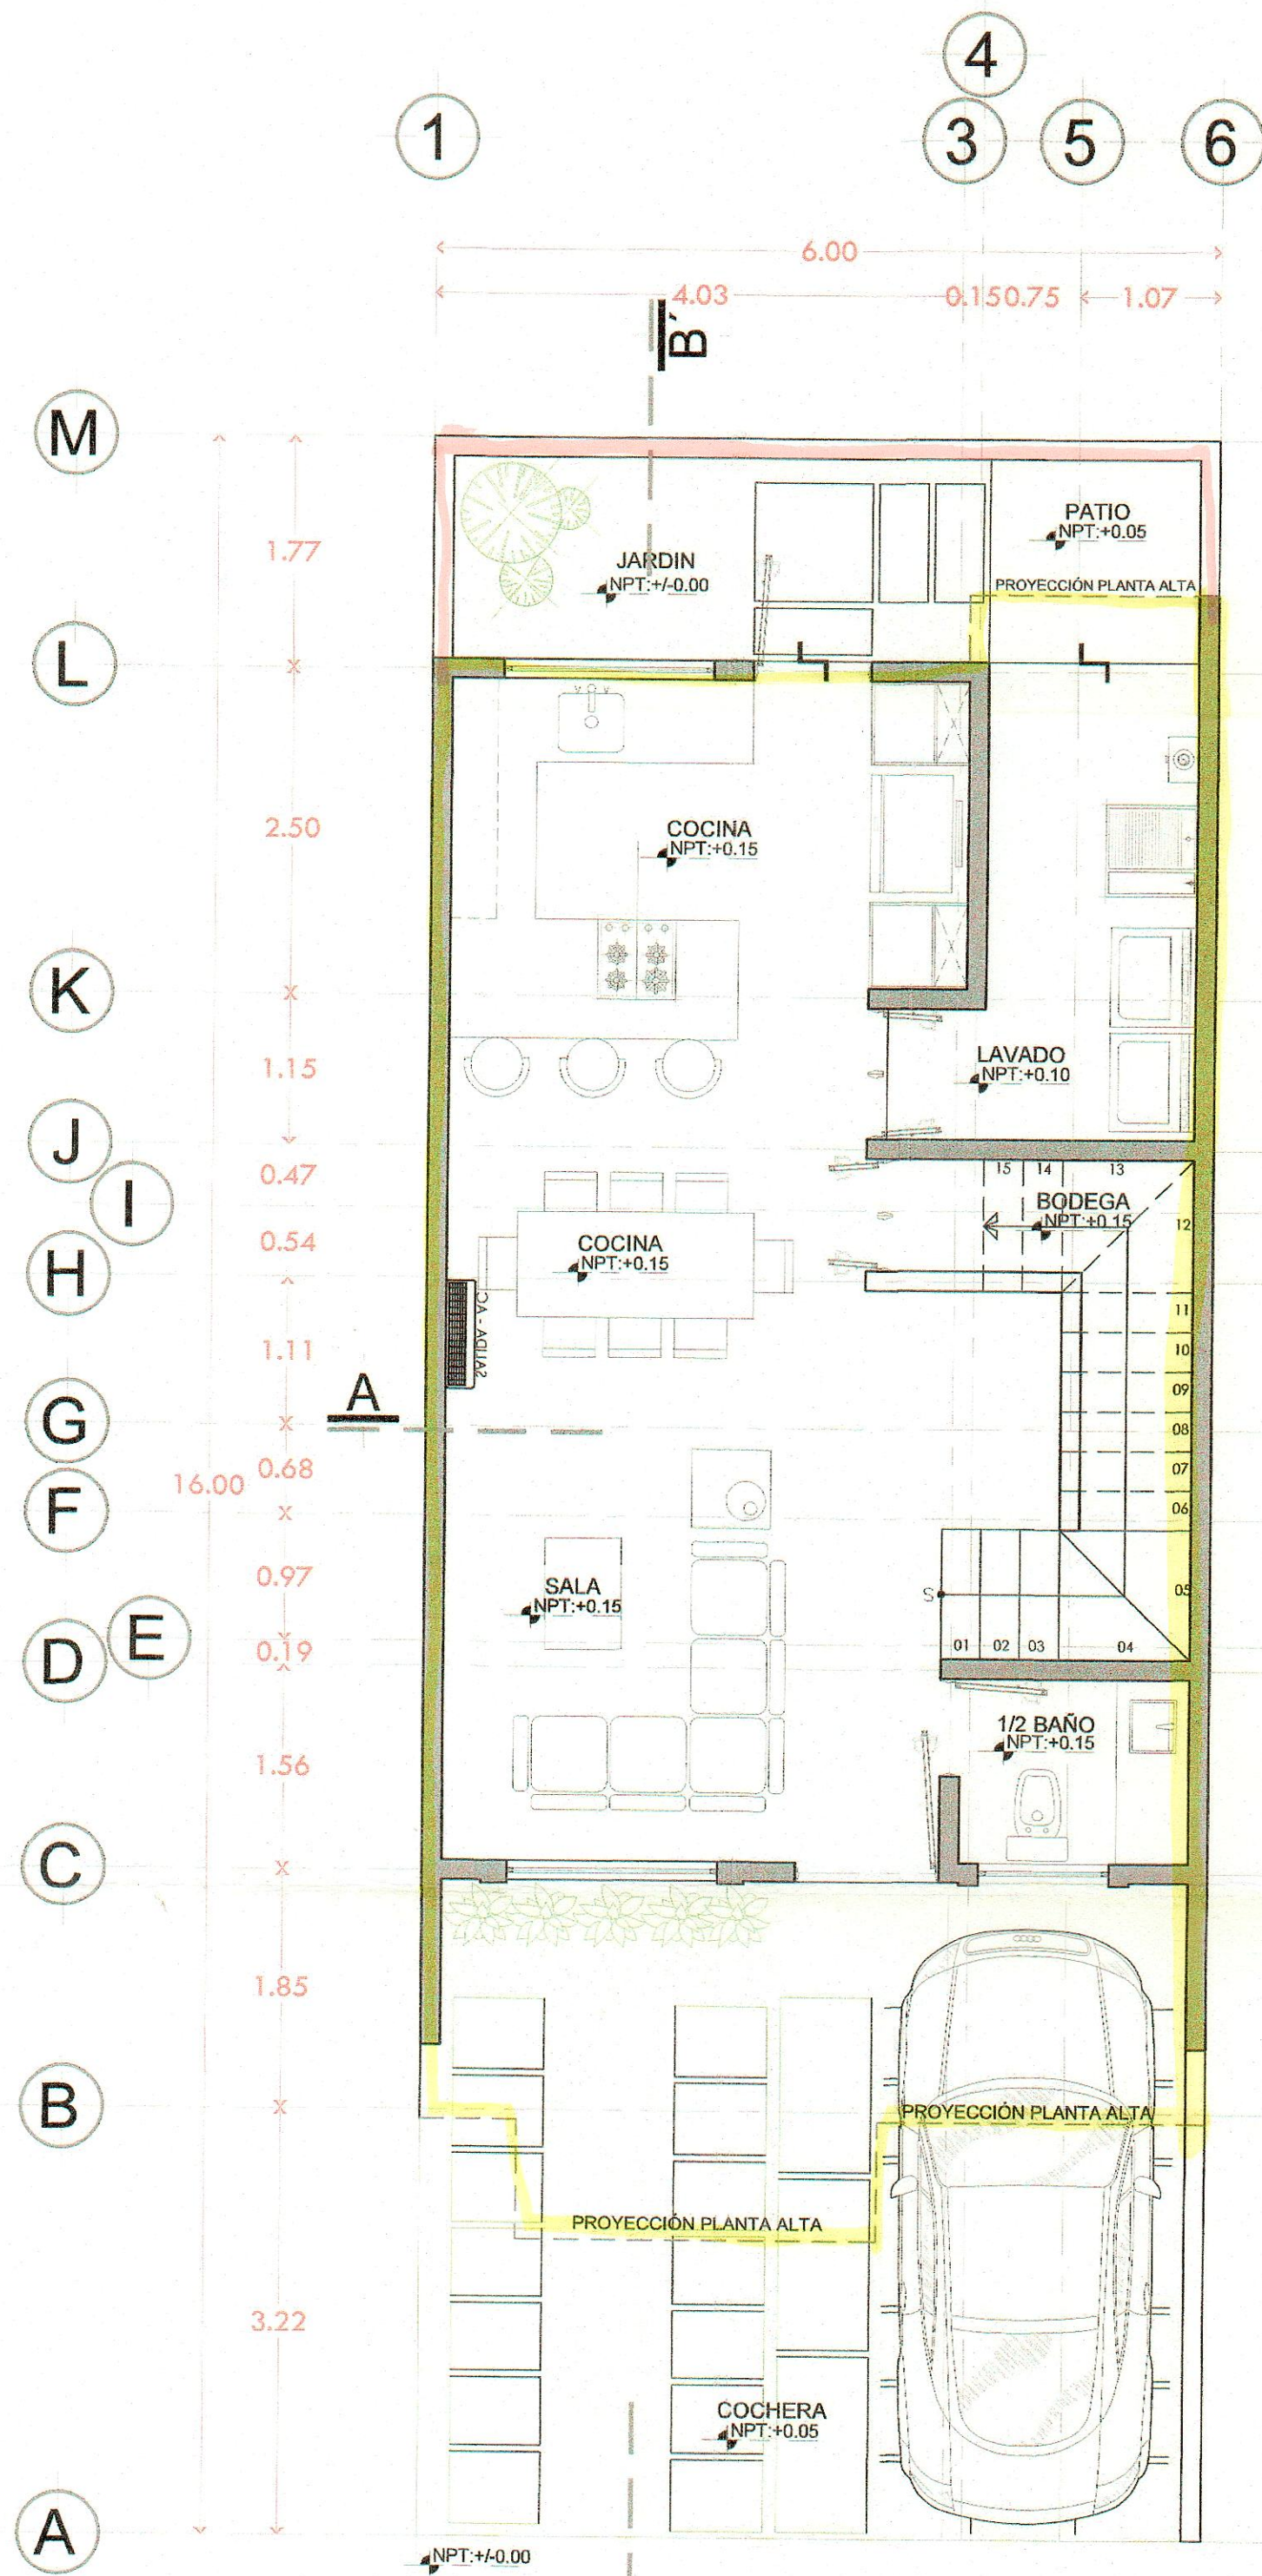 4
1
3
5
6
6.00
4.03
0.15
0.75
1.07
B´
M
1.77
PATIO
NPT:+0.05
JARDIN
NPT:+/-0.00
PROYECCIÓN PLANTA ALTA
L
2.50
COCINA
NPT:+0.15
K
1.15
LAVADO
NPT:+0.10
J
0.47
15
14
13
I
BODEGA
NPT:+0.15
12
0.54
COCINA
NPT:+0.15
H
SALIDA - AC
11
1.11
10
A
09
G
08
0.68
07
16.00
F
06
0.97
SALA
NPT:+0.15
S
05
E
0.19
D
01
02
03
04
1/2 BAÑO
NPT:+0.15
1.56
C
1.85
B
PROYECCIÓN PLANTA ALTA
PROYECCIÓN PLANTA ALTA
3.22
COCHERA
NPT:+0.05
A
NPT:+/-0.00